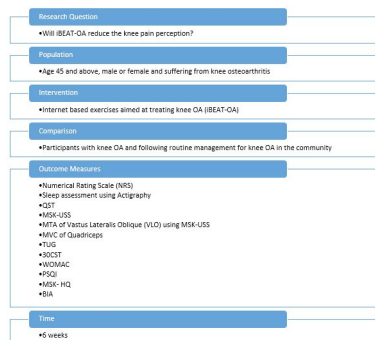 Research Question
•Will iBEAT-OA reduce the knee pain perception?
Population
•Age 45 and above, male or female and suffering from knee osteoarthritis
Intervention
•Internet based exercises aimed at treating knee OA (iBEAT-OA)
Comparison
•Participants with knee OA and following routine management for knee OA in the community
Outcome Measures
•Numerical Rating Scale (NRS)
•Sleep assessment using Actigraphy
•QST
•MSK-USS
•MTA of Vastus Lateralis Oblique (VLO) using MSK-USS
•MVC of Quadriceps
•TUG
•30CST
•WOMAC
•PSQI
•MSK- HQ
•BIA
Time
•6 weeks